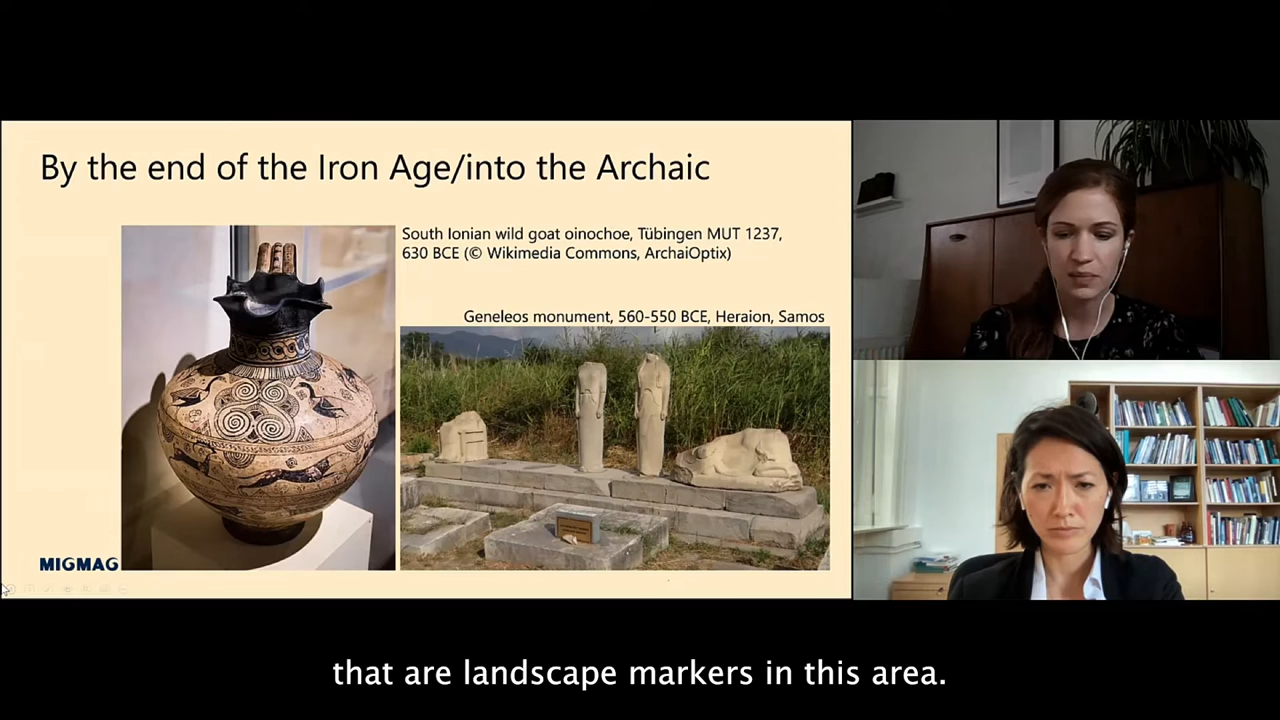 By the end of the Iron Age/into the Archaic
South Ionian wild goat oinochoe, Tübingen MUT 1237,
630 BCE (© Wikimedia Commons, ArchaiOptix)
Geneleos monument, 560-550 BCE, Heraion, Samos
MIGMAG
that are landscape markers in this area.